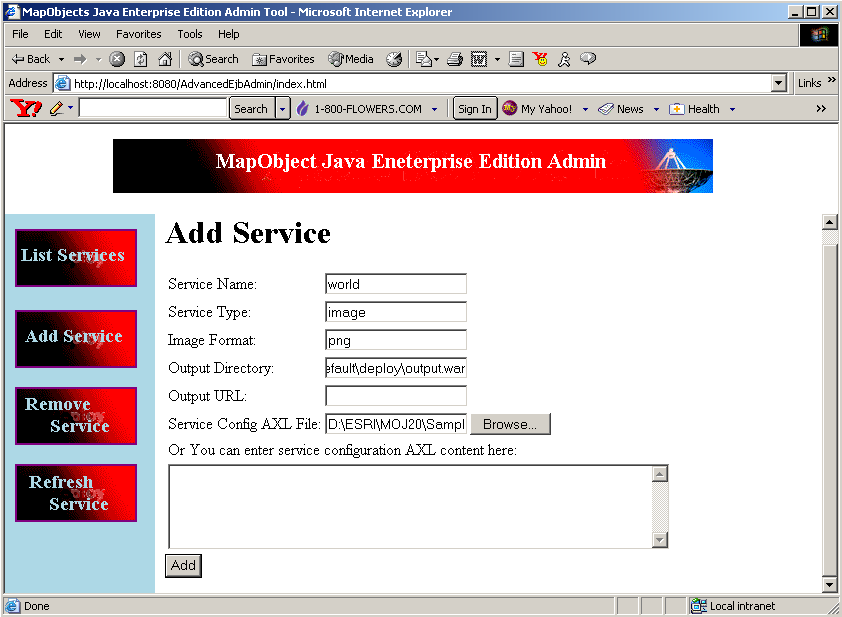 MapObjects Java Enterprise Edition Admin Tool - Microsoft Internet Explorer
File Edit View Favorites Tools Help
Back Search Favorites Media
Address http://localhost:8080/AdvancedEjbAdmin/index.html Links »
Y! Search 1-800-FLOWERS.COM Sign In My Yahoo! News Health »
MapObject Java Eneterprise Edition Admin
List Services
Add Service
Remove
Service
Refresh
Service
Add Service
Service Name: world
Service Type: image
Image Format: png
Output Directory: efault\deploy\output.war
Output URL:
Service Config AXL File: D:\ESRI\MOJ20\Sampl Browse...
Or You can enter service configuration AXL content here:
Add
Done Local intranet